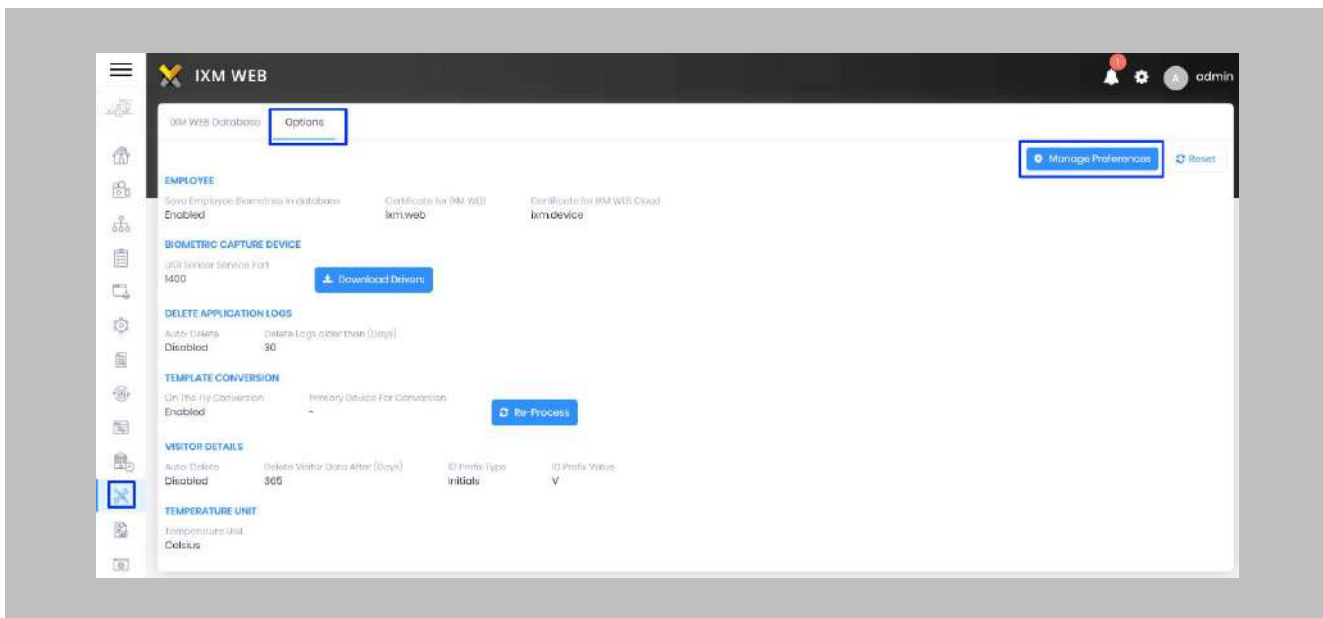 IXM WEB
1
admin
IXM WEB Database Options
Manage Preferences Reset
EMPLOYEE
Save Employee Biometrics in database Certificate for IXM WEB Certificate for IXM WEB Cloud
Enabled ixm.web ixm.device
BIOMETRIC CAPTURE DEVICE
USB Sensor Service Port
1400 Download Drivers
DELETE APPLICATION LOGS
Auto-Delete Delete Logs older than (Days)
Disabled 90
TEMPLATE CONVERSION
On The Fly Conversion Primary Device For Conversion
Enabled -
Re-Process
VISITOR DETAILS
Auto-Delete Delete Visitor Data After (Days) ID Prefix Type ID Prefix Value
Disabled 365 Initials V
TEMPERATURE UNIT
Temperature Unit
Celsius